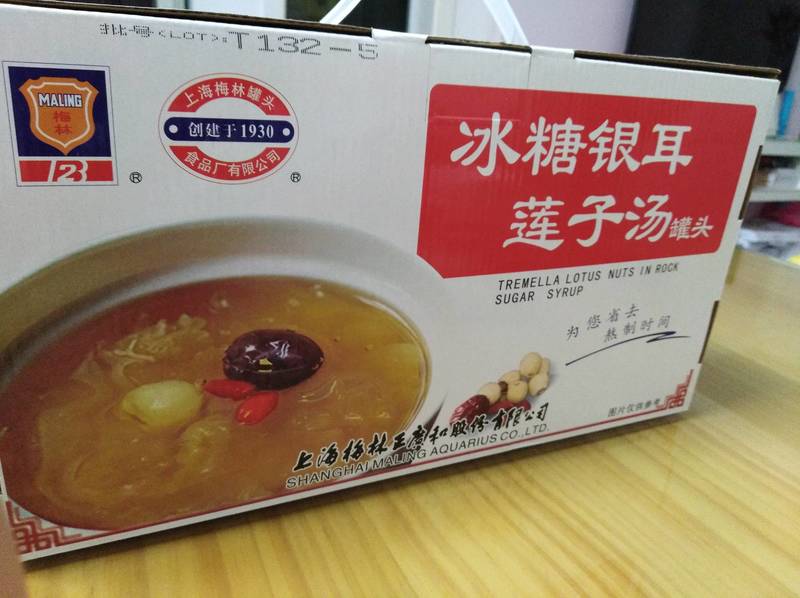 批号<LOT>:T132-5
MALING
梅林
B2
®
上海梅林罐头
创建于1930
食品厂有限公司
®
冰糖银耳
莲子汤罐头
TREMELLA LOTUS NUTS IN ROCK
SUGAR SYRUP
为您省去
熬制时间
图片仅供参考
上海梅林正广和股份有限公司
SHANGHAI MALING AQUARIUS CO., LTD.